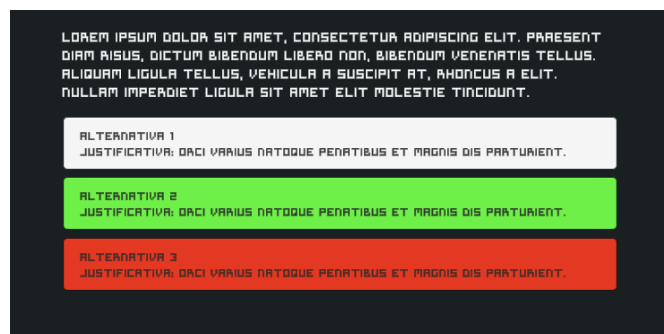 LOREM IPSUM DOLOR SIT AMET, CONSECTETUR ADIPISCING ELIT. PRAESENT
DIAM RISUS, DICTUM BIBENDUM LIBERO NON, BIBENDUM VENENATIS TELLUS.
ALIQUAM LIGULA TELLUS, VEHICULA A SUSCIPIT AT, RHONCUS A ELIT.
NULLAM IMPERDIET LIGULA SIT AMET ELIT MOLESTIE TINCIDUNT.
ALTERNATIVA 1
JUSTIFICATIVA: ORCI VARIUS NATOQUE PENATIBUS ET MAGNIS DIS PARTURIENT.
ALTERNATIVA 2
JUSTIFICATIVA: ORCI VARIUS NATOQUE PENATIBUS ET MAGNIS DIS PARTURIENT.
ALTERNATIVA 3
JUSTIFICATIVA: ORCI VARIUS NATOQUE PENATIBUS ET MAGNIS DIS PARTURIENT.